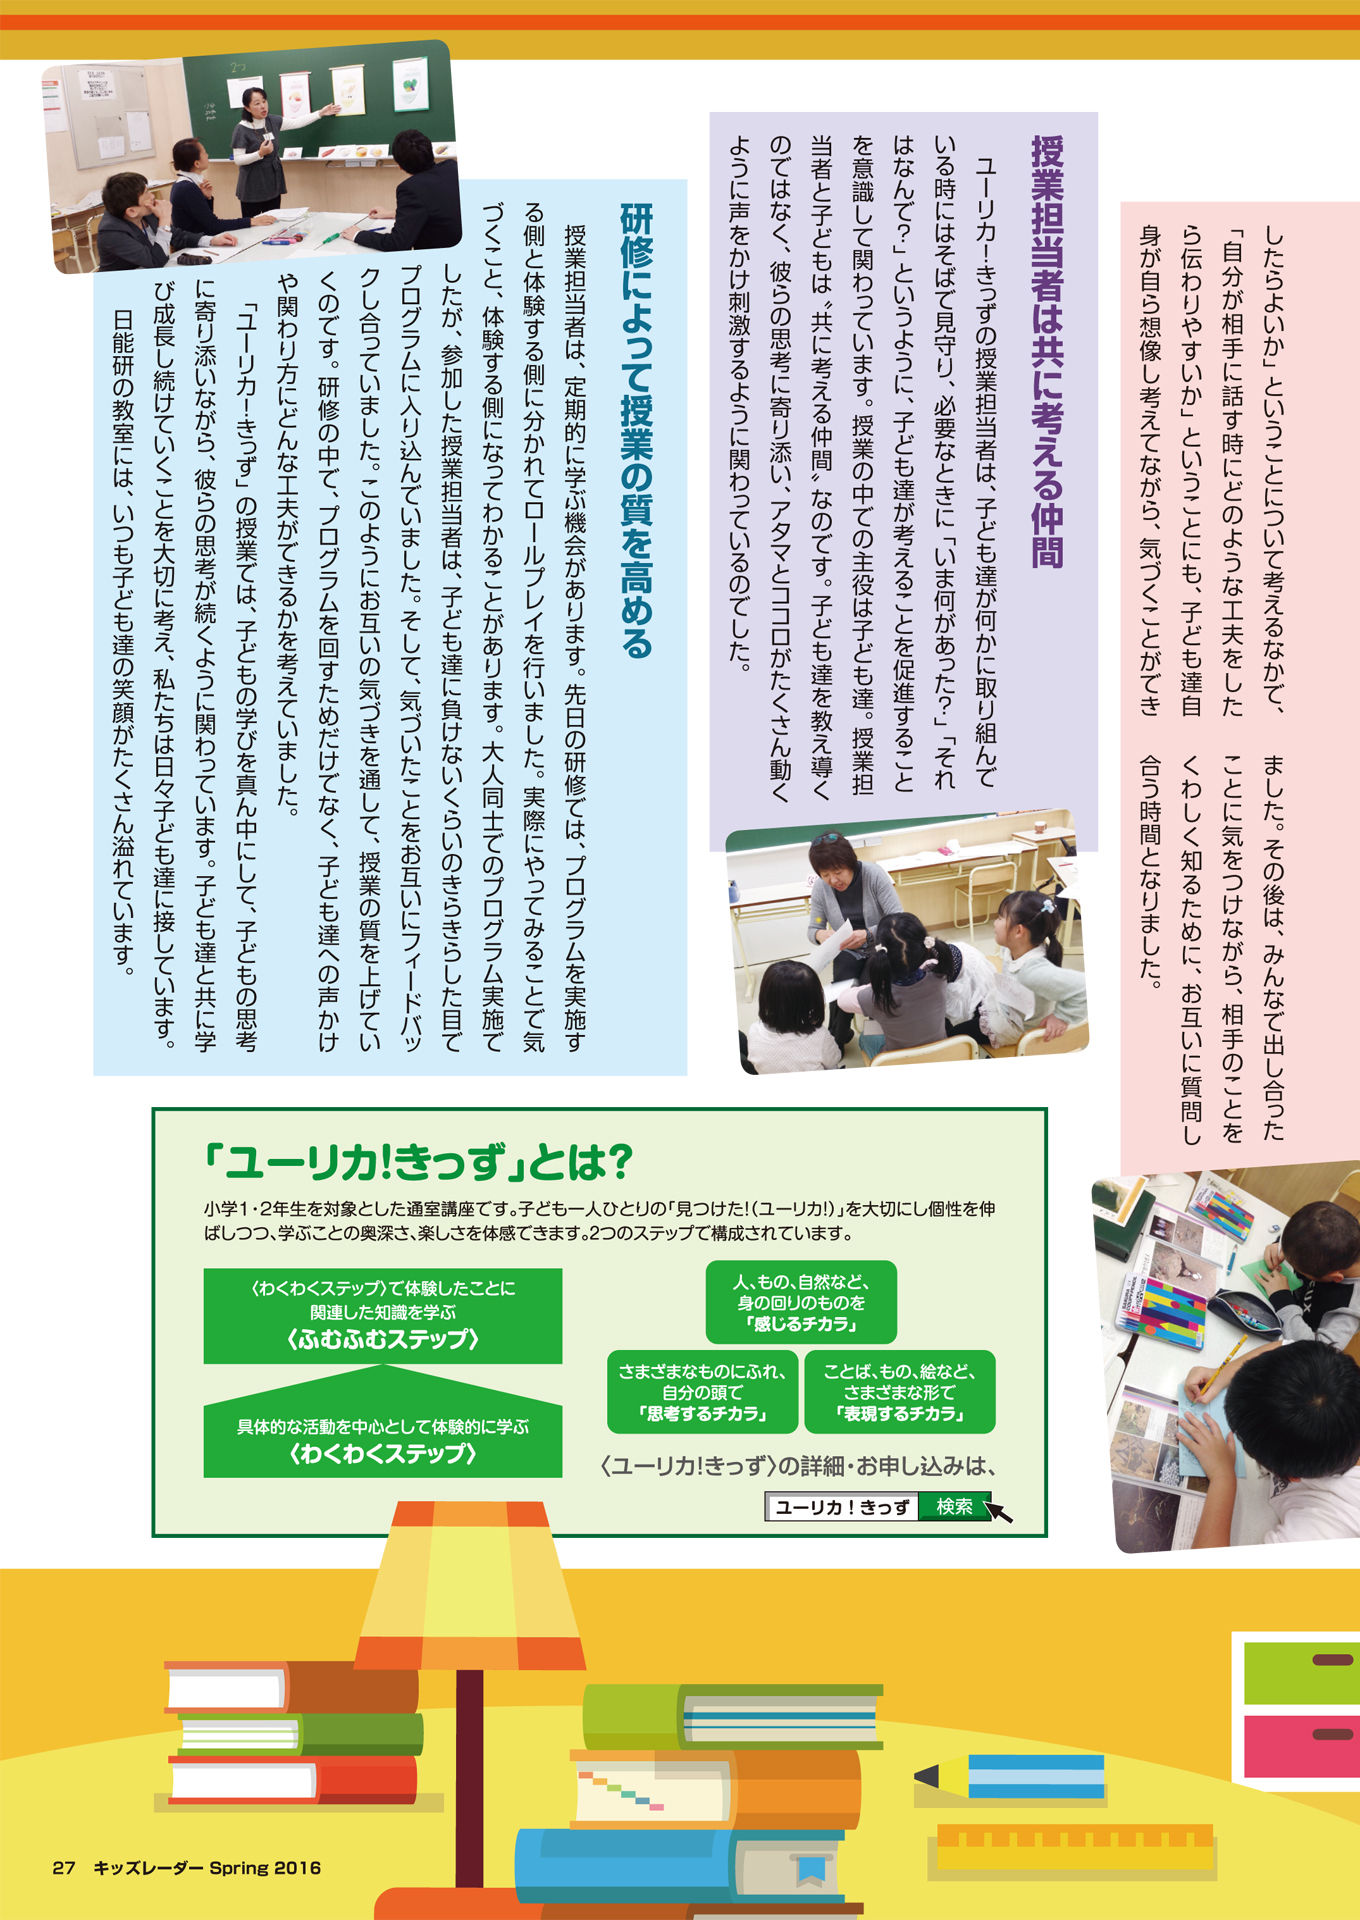 したらよいか」ということについて考えるなかで、
「自分が相手に話す時にどのような工夫をした
ら伝わりやすいか」ということにも、子ども達自
身が自ら想像し考えてながら、気づくことができ
ました。その後は、みんなで出し合った
ことに気をつけながら、相手のことを
くわしく知るために、お互いに質問し
合う時間となりました。
授業担当者は共に考える仲間
ユーリカ！きっずの授業担当者は、子ども達が何かに取り組んで
いる時にはそばで見守り、必要なときに「いま何があった？」「それ
はなんで？」というように、子ども達が考えることを促進すること
を意識して関わっています。授業の中での主役は子ども達。授業担
当者と子どもは〝共に考える仲間〟なのです。子ども達を教え導く
のではなく、彼らの思考に寄り添い、アタマとココロがたくさん動く
ように声をかけ刺激するように関わっているのでした。
研修によって授業の質を高める
授業担当者は、定期的に学ぶ機会があります。先日の研修では、プログラムを実施す
る側と体験する側に分かれてロールプレイを行いました。実際にやってみることで気
づくこと、体験する側になってわかることがあります。大人同士でのプログラム実施で
したが、参加した授業担当者は、子ども達に負けないくらいのきらきらした目で
プログラムに入り込んでいました。そして、気づいたことをお互いにフィードバッ
クし合っていました。このようにお互いの気づきを通して、授業の質を上げてい
くのです。研修の中で、プログラムを回すためだけでなく、子ども達への声かけ
や関わり方にどんな工夫ができるかを考えていました。
「ユーリカ！きっず」の授業では、子どもの学びを真ん中にして、子どもの思考
に寄り添いながら、彼らの思考が続くように関わっています。子ども達と共に学
び成長し続けていくことを大切に考え、私たちは日々子ども達に接しています。
日能研の教室には、いつも子ども達の笑顔がたくさん溢れています。
「ユーリカ！きっず」とは？
小学1・2年生を対象とした通室講座です。子ども一人ひとりの「見つけた！（ユーリカ！）」を大切にし個性を伸
ばしつつ、学ぶことの奥深さ、楽しさを体感できます。2つのステップで構成されています。
〈わくわくステップ〉で体験したことに
関連した知識を学ぶ
〈ふむふむステップ〉
具体的な活動を中心として体験的に学ぶ
〈わくわくステップ〉
人、もの、自然など、
身の回りのものを
「感じるチカラ」
さまざまなものにふれ、
自分の頭で
「思考するチカラ」
ことば、もの、絵など、
さまざまな形で
「表現するチカラ」
〈ユーリカ！きっず〉の詳細・お申し込みは、
ユーリカ！きっず 検索
27 キッズレーダー Spring 2016